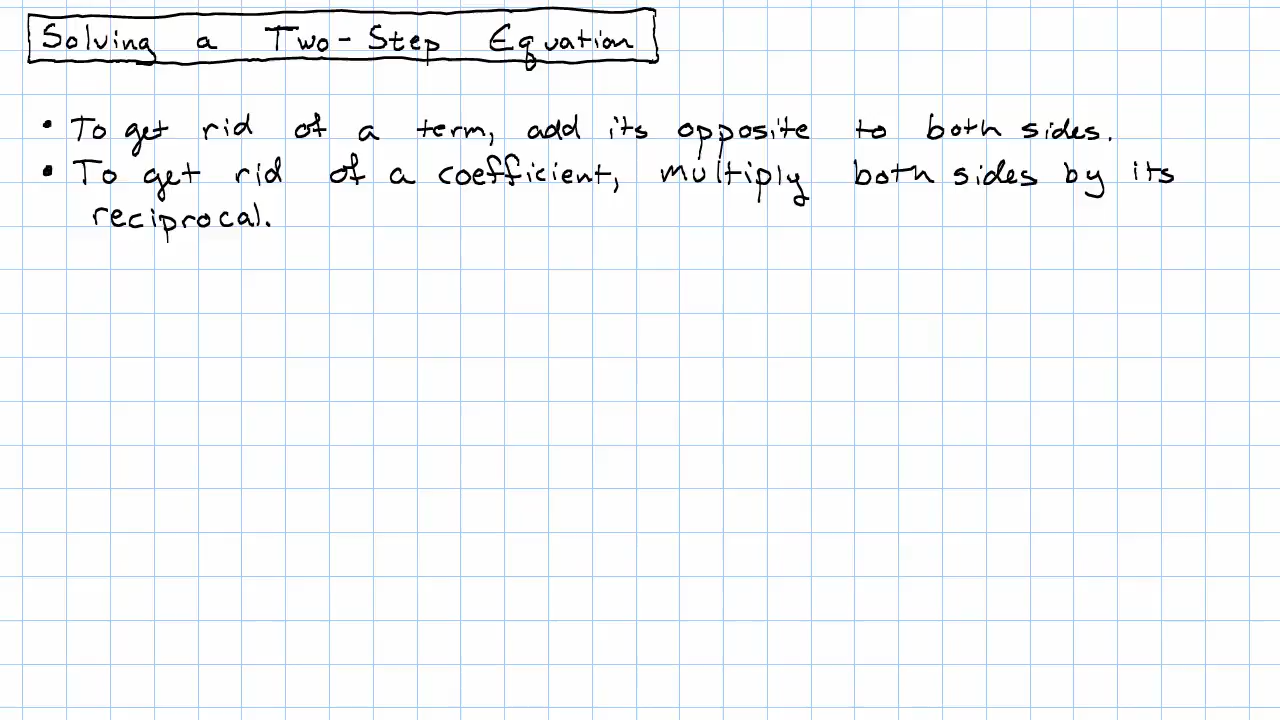 Solving a Two-Step Equation
• To get rid of a term, add its opposite to both sides.
• To get rid of a coefficient, multiply both sides by its
reciprocal.